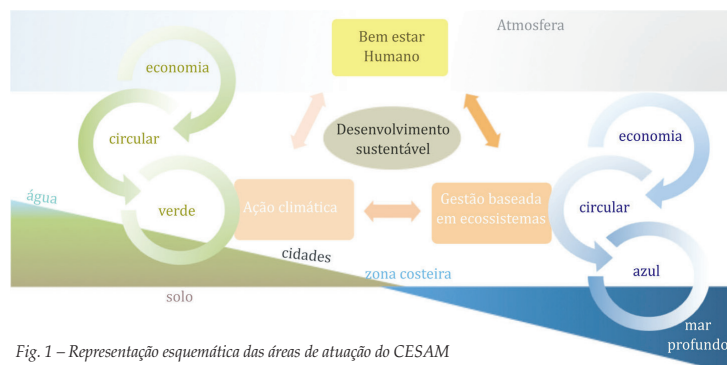 Atmosfera
Bem estar
Humano
economia
circular
verde
Desenvolvimento
sustentável
economia
circular
azul
água
Ação climática
Gestão baseada
em ecossistemas
cidades
zona costeira
solo
mar
profundo
Fig. 1 – Representação esquemática das áreas de atuação do CESAM